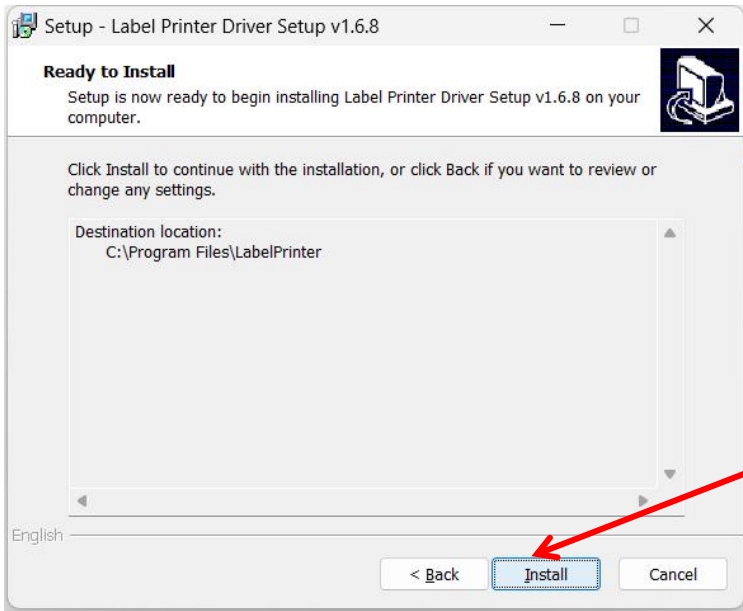 Setup - Label Printer Driver Setup v1.6.8
Ready to Install
Setup is now ready to begin installing Label Printer Driver Setup v1.6.8 on your
computer.
Click Install to continue with the installation, or click Back if you want to review or
change any settings.
Destination location:
C:\Program Files\LabelPrinter
English
< Back Install Cancel